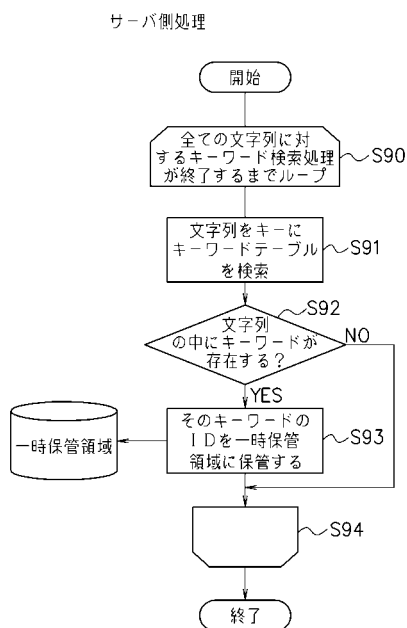 サーバ側処理
開始
全ての文字列に対
するキーワード検索処理
が終了するまでループ
S90
文字列をキーに
キーワードテーブル
を検索
S91
S92
文字列
の中にキーワードが
存在する？
NO
YES
そのキーワードの
IDを一時保管
領域に保管する
S93
一時保管領域
S94
終了